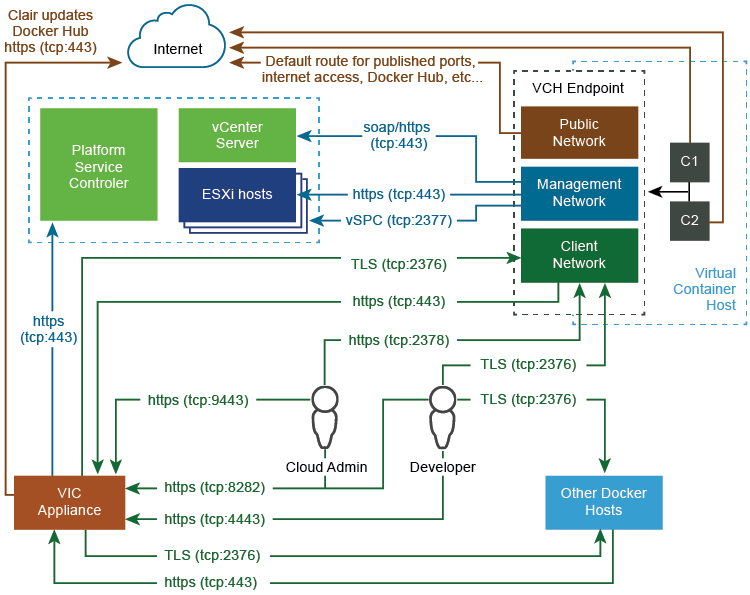 Clair updates
Docker Hub
https (tcp:443)
Internet
Default route for published ports,
internet access, Docker Hub, etc...
VCH Endpoint
Public
Network
Platform
Service
Controler
vCenter
Server
soap/https
(tcp:443)
C1
ESXi hosts
https (tcp:443)
Management
Network
vSPC (tcp:2377)
C2
Client
Network
TLS (tcp:2376)
Virtual
Container
Host
https (tcp:443)
https
(tcp:443)
https (tcp:2378)
TLS (tcp:2376)
https (tcp:9443)
TLS (tcp:2376)
Cloud Admin
Developer
https (tcp:8282)
VIC
Appliance
https (tcp:4443)
Other Docker
Hosts
TLS (tcp:2376)
https (tcp:443)